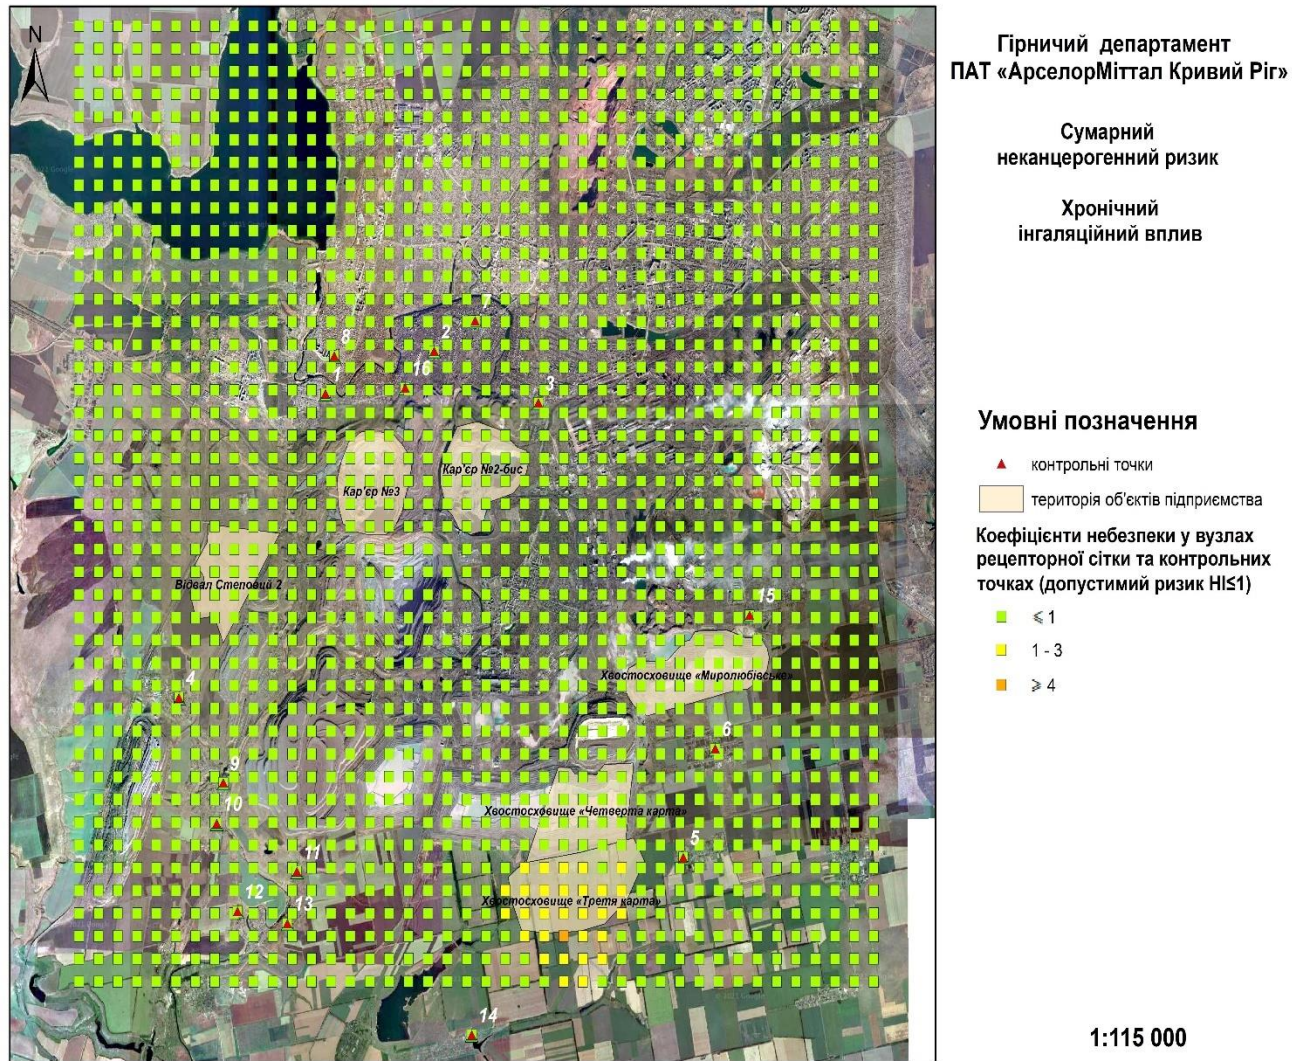 N
Гірничий департамент
ПАТ «АрселорМіттал Кривий Ріг»
Сумарний
неканцерогенний ризик
Хронічний
інгаляційний вплив
7
8
2
1
16
3
Кар'єр №2-бис
Кар'єр №3
Відвал Степовий 2
15
Хвостосховище «Миролюбівське»
4
6
9
Хвостосховище «Четверта карта»
10
5
11
Хвостосховище «Третя карта»
12
13
14
Умовні позначення
контрольні точки
територія об'єктів підприємства
Коефіцієнти небезпеки у вузлах
рецепторної сітки та контрольних
точках (допустимий ризик HI≤1)
⩽ 1
1 - 3
⩾ 4
1:115 000